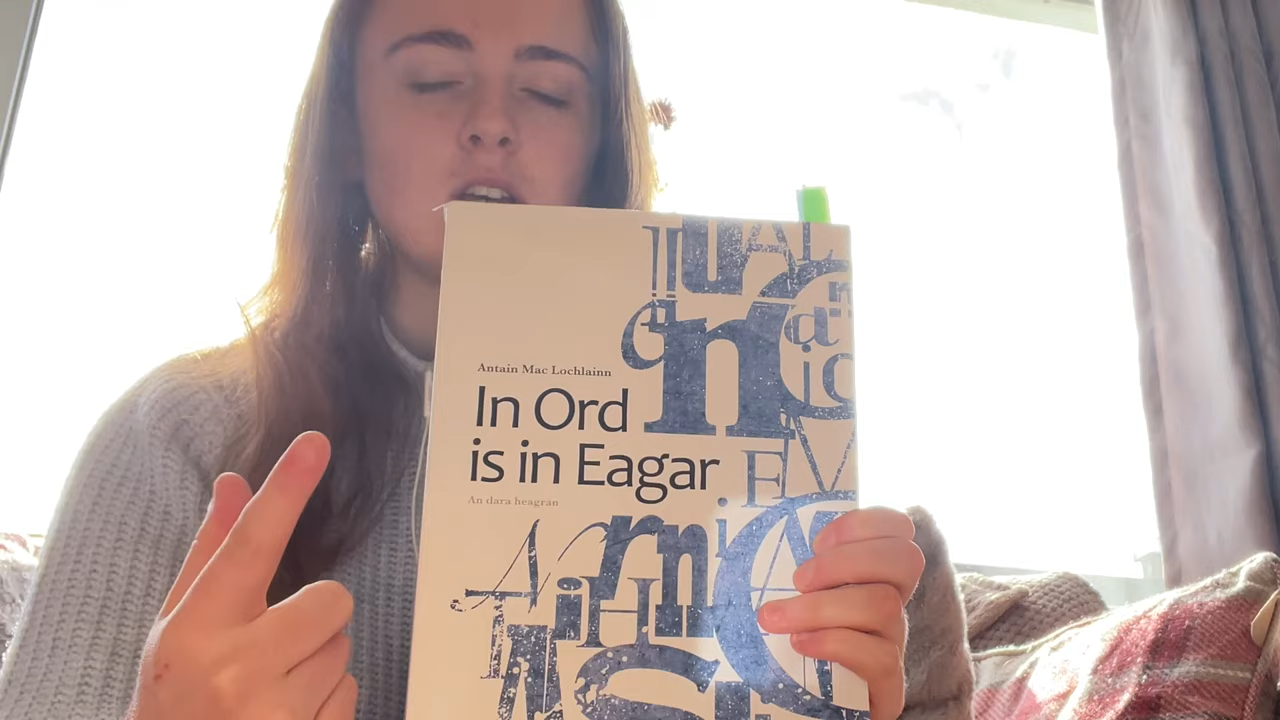 Antain Mac Lochlainn
In Ord
is in Eagar
An dara heagrán